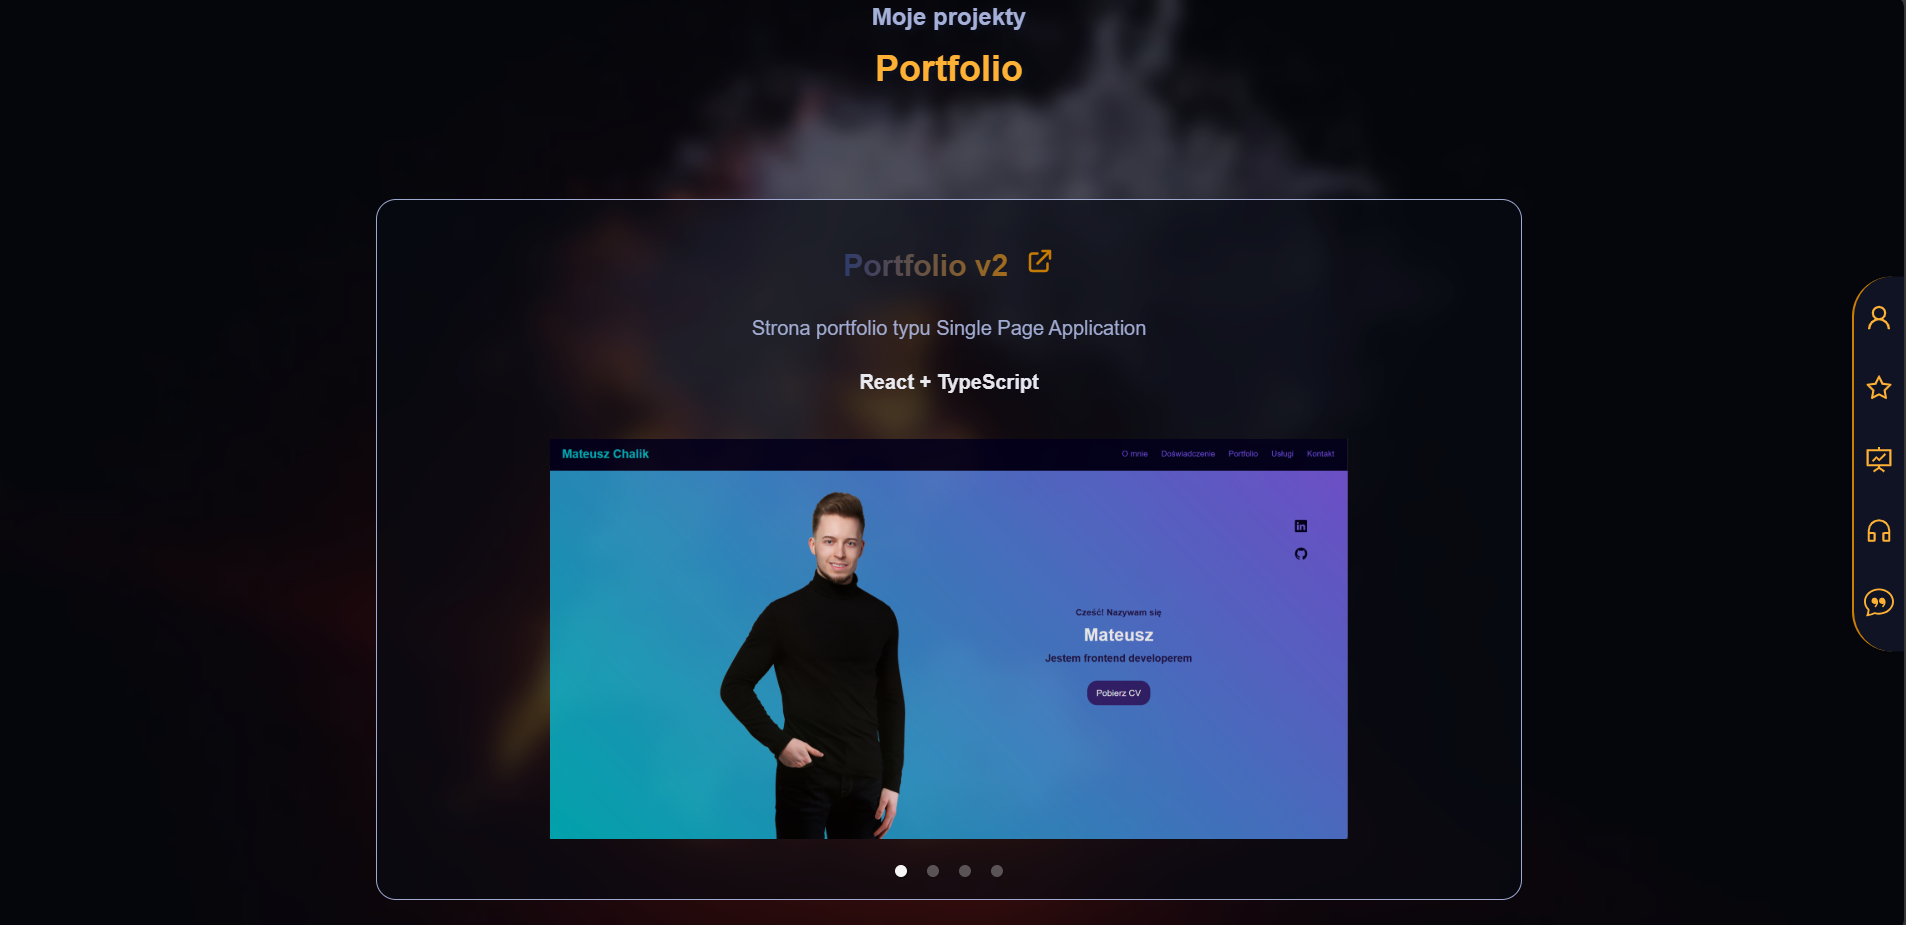 Moje projekty
Portfolio
Portfolio v2
Strona portfolio typu Single Page Application
React + TypeScript
Mateusz Chalik
O mnie Doświadczenie Portfolio Usługi Kontakt
in
Cześć! Nazywam się
Mateusz
Jestem frontend developerem
Pobierz CV